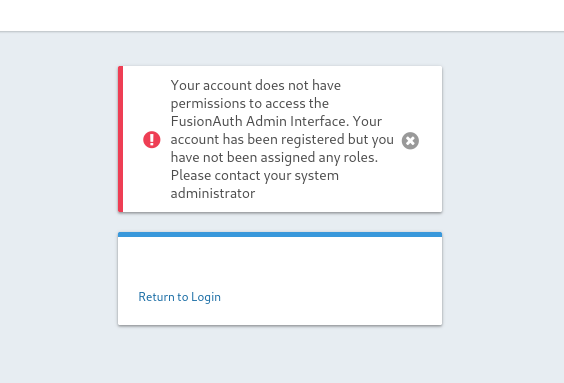 Your account does not have
permissions to access the
FusionAuth Admin Interface. Your
account has been registered but you
have not been assigned any roles.
Please contact your system
administrator
Return to Login